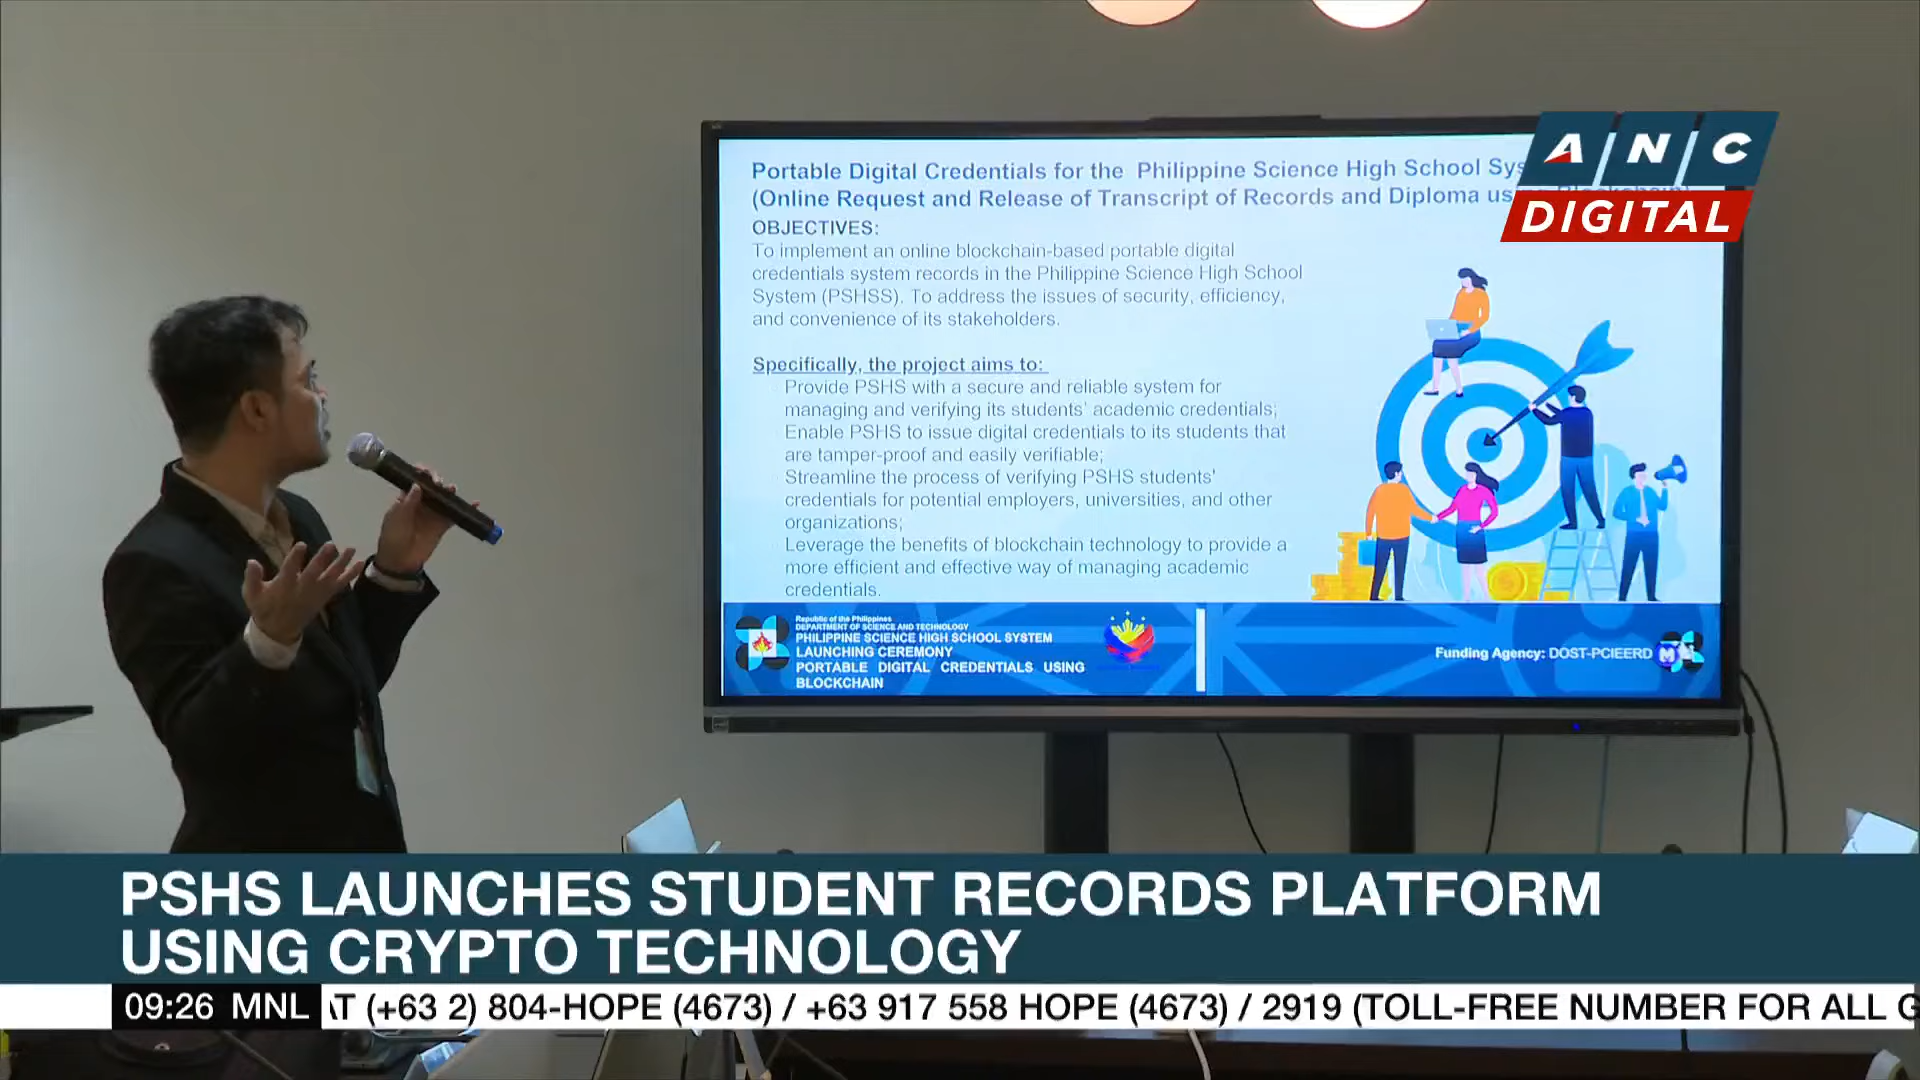 ANC
DIGITAL
Portable Digital Credentials for the Philippine Science High School
(Online Request and Release of Transcript of Records and Diploma
OBJECTIVES:
To implement an online blockchain-based portable digital
credentials system records in the Philippine Science High School
System (PSHSS). To address the issues of security, efficiency,
and convenience of its stakeholders.
Specifically, the project aims to:
Provide PSHS with a secure and reliable system for
managing and verifying its students' academic credentials;
Enable PSHS to issue digital credentials to its students that
are tamper-proof and easily verifiable;
Streamline the process of verifying PSHS students'
credentials for potential employers, universities, and other
organizations;
Leverage the benefits of blockchain technology to provide a
more efficient and effective way of managing academic
credentials.
Republic of the Philippines
DEPARTMENT OF SCIENCE AND TECHNOLOGY
PHILIPPINE SCIENCE HIGH SCHOOL SYSTEM
LAUNCHING CEREMONY
PORTABLE DIGITAL CREDENTIALS USING
BLOCKCHAIN
Funding Agency: DOST-PCIEERD
PSHS LAUNCHES STUDENT RECORDS PLATFORM
USING CRYPTO TECHNOLOGY
09:26 MNL (+63 2) 804-HOPE (4673) / +63 917 558 HOPE (4673) / 2919 (TOLL-FREE NUMBER FOR ALL